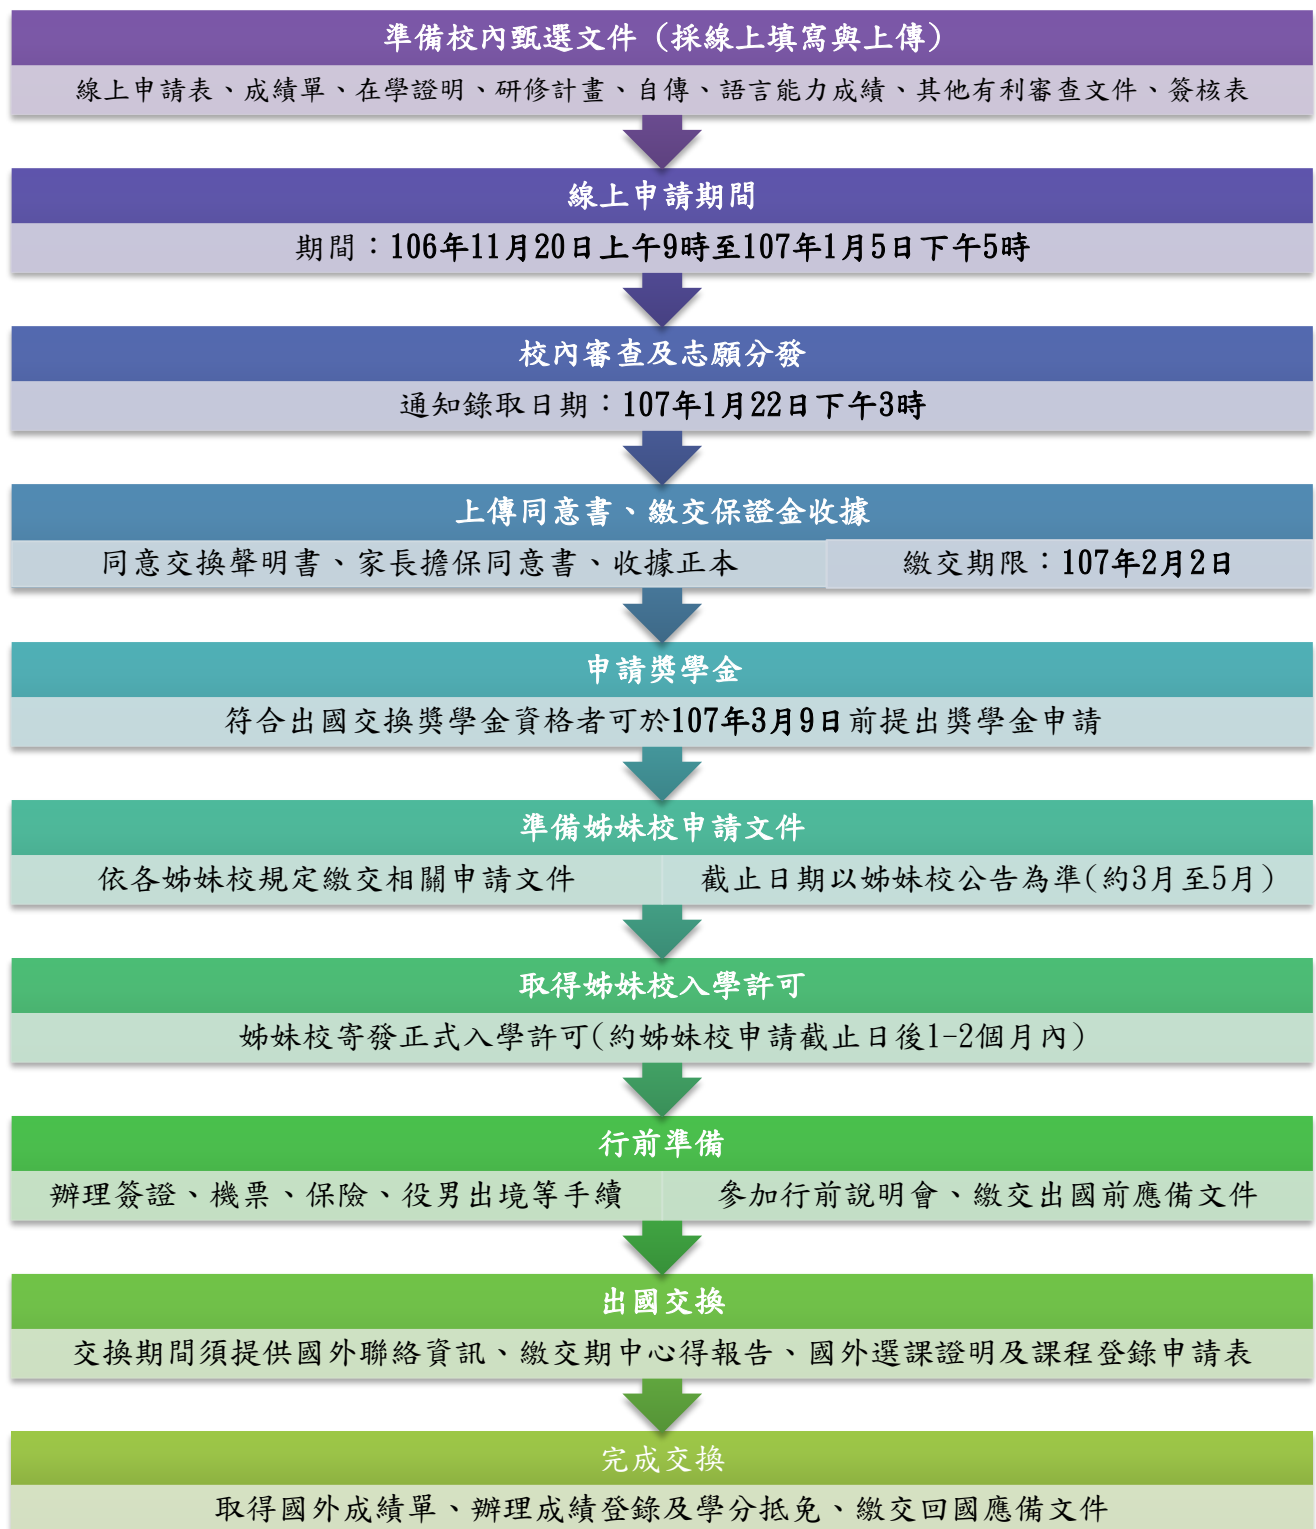 準備校內甄選文件（採線上填寫與上傳）
線上申請表、成績單、在學證明、研修計畫、自傳、語言能力成績、其他有利審查文件、簽核表
線上申請期間
期間：106年11月20日上午9時至107年1月5日下午5時
校內審查及志願分發
通知錄取日期：107年1月22日下午3時
上傳同意書、繳交保證金收據
同意交換聲明書、家長擔保同意書、收據正本
繳交期限：107年2月2日
申請獎學金
符合出國交換獎學金資格者可於107年3月9日前提出獎學金申請
準備姊妹校申請文件
依各姊妹校規定繳交相關申請文件
截止日期以姊妹校公告為準(約3月至5月)
取得姊妹校入學許可
姊妹校寄發正式入學許可(約姊妹校申請截止日後1-2個月內)
行前準備
辦理簽證、機票、保險、役男出境等手續
參加行前說明會、繳交出國前應備文件
出國交換
交換期間須提供國外聯絡資訊、繳交期中心得報告、國外選課證明及課程登錄申請表
完成交換
取得國外成績單、辦理成績登錄及學分抵免、繳交回國應備文件